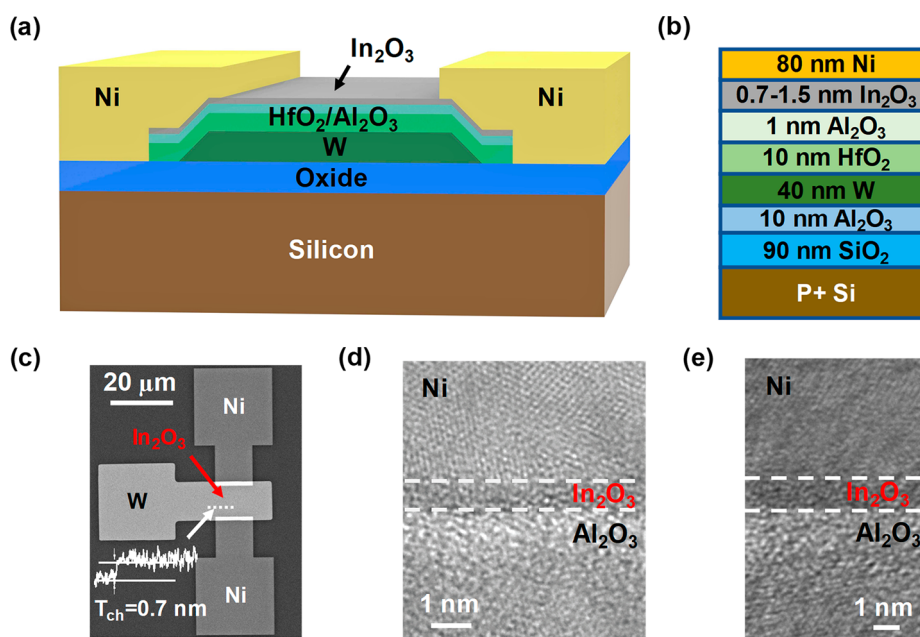 (a)
In₂O₃
Ni
Ni
HfO₂/Al₂O₃
W
Oxide
Silicon
(b)
80 nm Ni
0.7-1.5 nm In₂O₃
1 nm Al₂O₃
10 nm HfO₂
40 nm W
10 nm Al₂O₃
90 nm SiO₂
P+ Si
(c)
20 μm
Ni
In₂O₃
W
Tch=0.7 nm
Ni
(d)
Ni
In₂O₃
Al₂O₃
1 nm
(e)
Ni
In₂O₃
Al₂O₃
1 nm